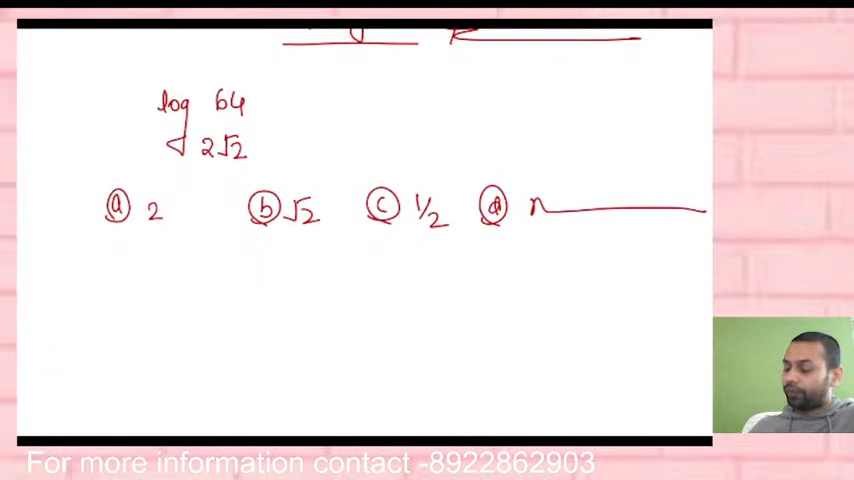 log 64
2√2
(a) 2 (b) √2 (c) 1/2 (d)
For more information contact -8922862903